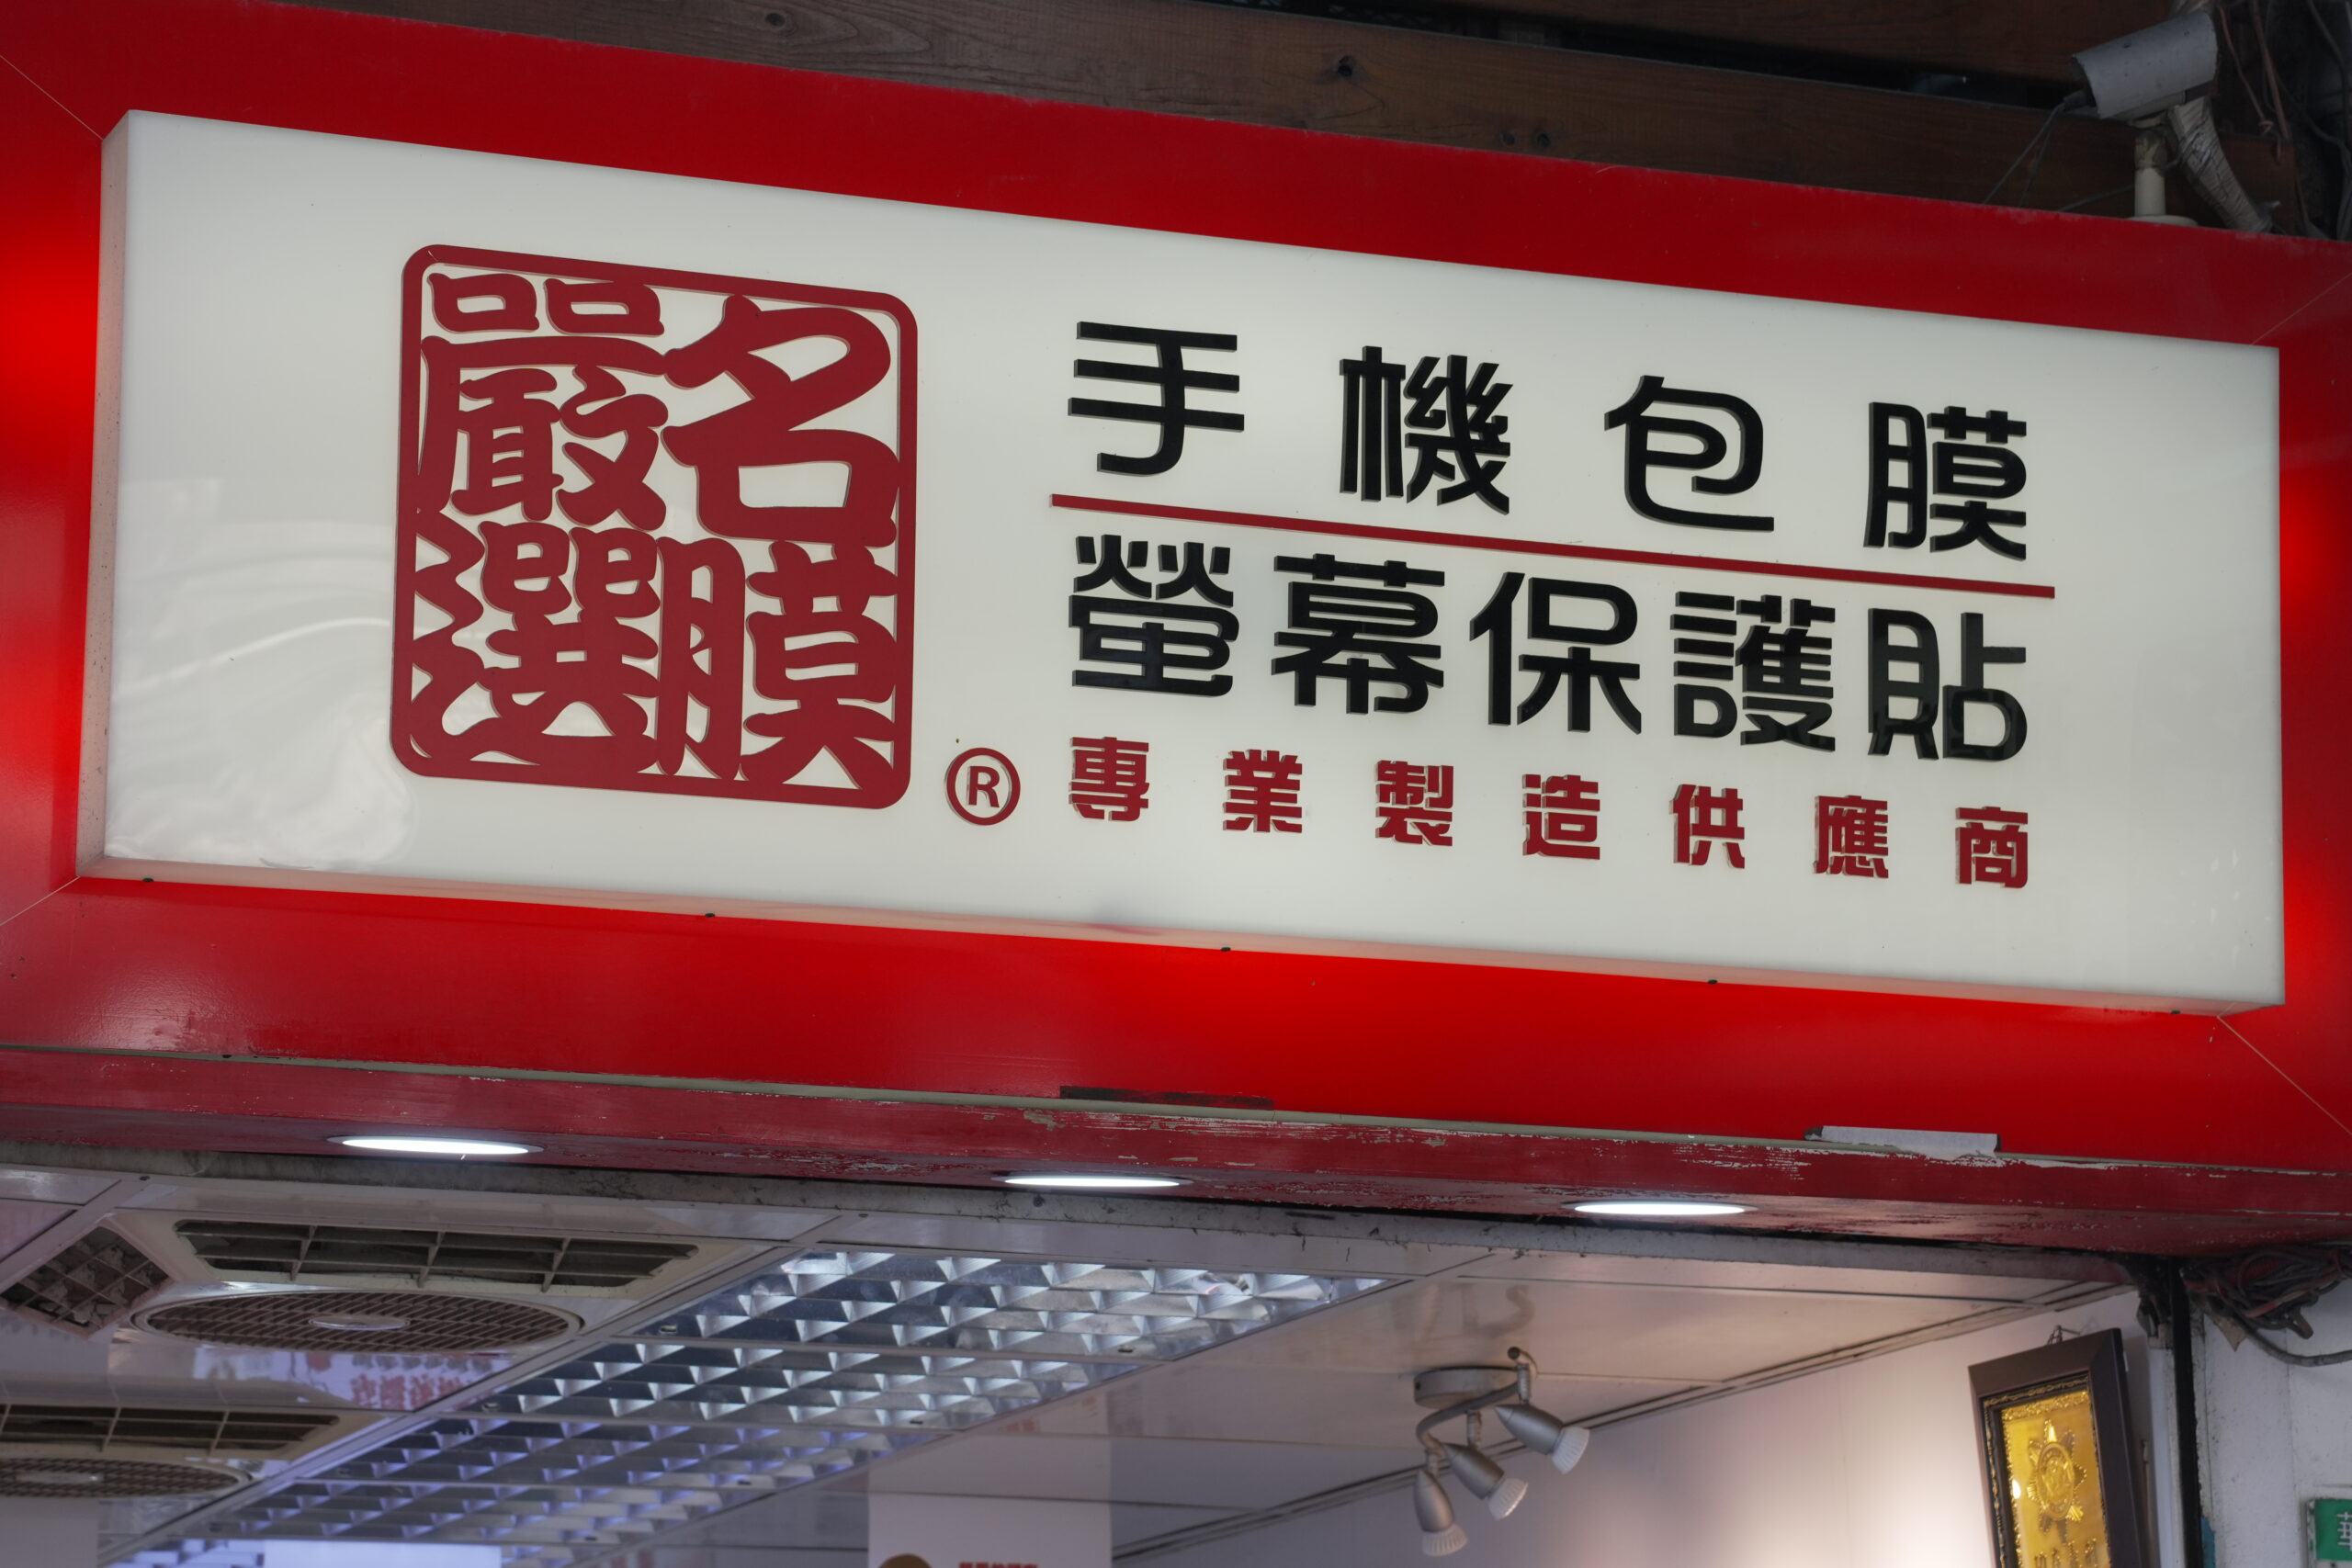 名膜
嚴選
®
手機包膜
螢幕保護貼
專業製造供應商